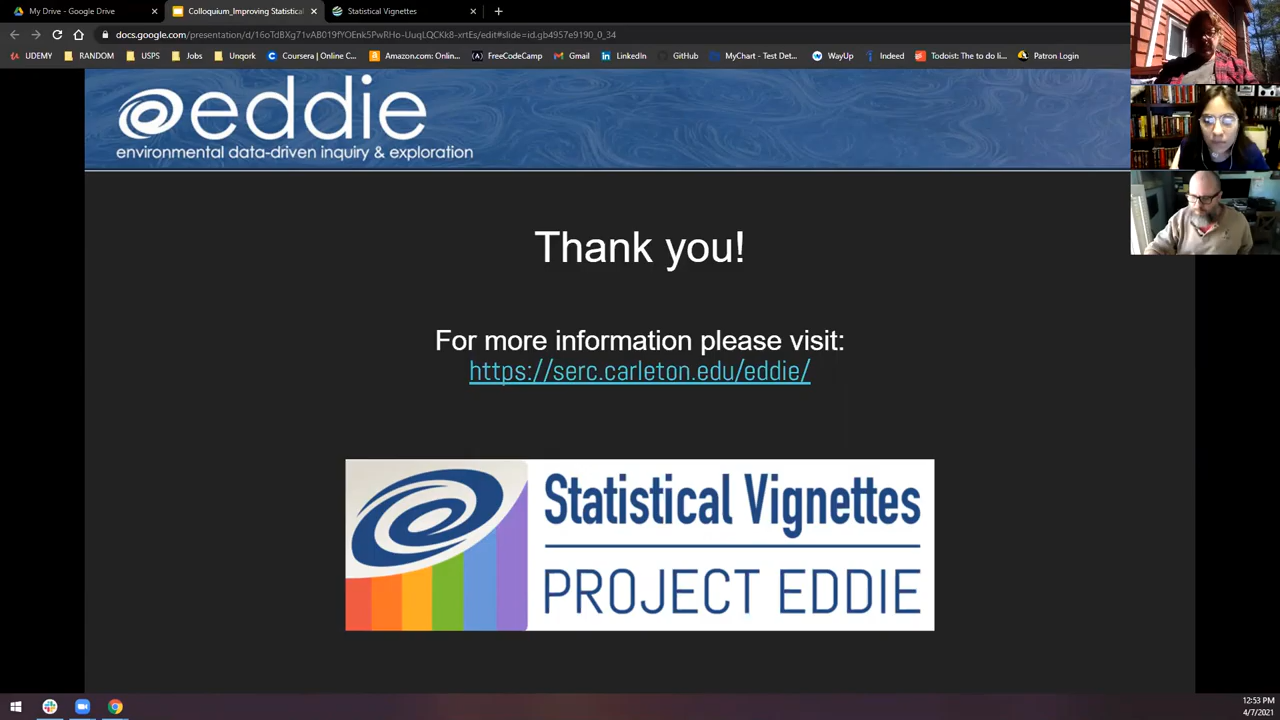 My Drive - Google Drive
Colloquium_Improving Statistical
Statistical Vignettes
docs.google.com/presentation/d/16oTdBXg71vAB019fYOEnk5PwRHo-UuqLQCKk8-xrtEs/edit#slide=id.gb4957e9190_0_34
UDEMY
RANDOM
USPS
Jobs
Unqork
Coursera | Online C...
Amazon.com: Onlin...
FreeCodeCamp
Gmail
LinkedIn
GitHub
MyChart - Test Det...
WayUp
Indeed
Todoist: The to do li...
Patron Login
eddie
environmental data-driven inquiry & exploration
Thank you!
For more information please visit:
https://serc.carleton.edu/eddie/
Statistical Vignettes
PROJECT EDDIE
12:53 PM
4/7/2021